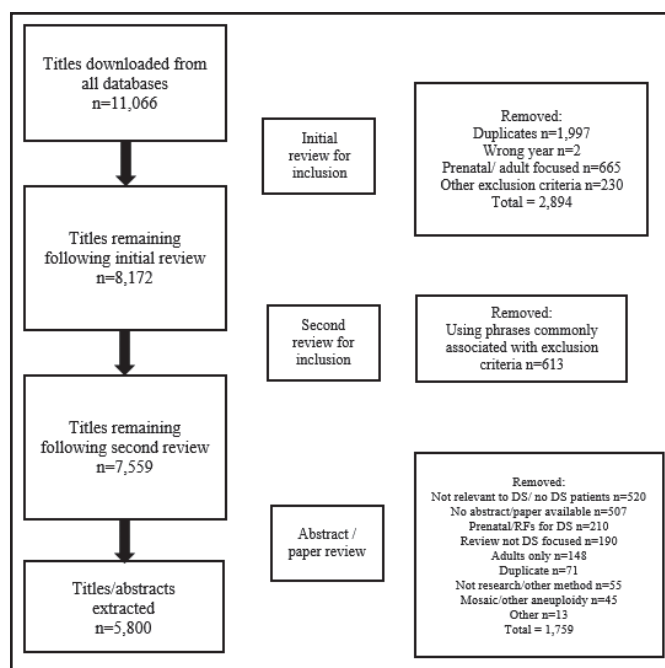 Titles downloaded from
all databases
n=11,066
Initial
review for
inclusion
Removed:
Duplicates n=1,997
Wrong year n=2
Prenatal/ adult focused n=665
Other exclusion criteria n=230
Total = 2,894
Titles remaining
following initial review
n=8,172
Second
review for
inclusion
Removed:
Using phrases commonly
associated with exclusion
criteria n=613
Titles remaining
following second review
n=7,559
Abstract /
paper review
Removed:
Not relevant to DS/ no DS patients n=520
No abstract/paper available n=507
Prenatal/RFs for DS n=210
Review not DS focused n=190
Adults only n=148
Duplicate n=71
Not research/other method n=55
Mosaic/other aneuploidy n=45
Other n=13
Total = 1,759
Titles/abstracts
extracted
n=5,800